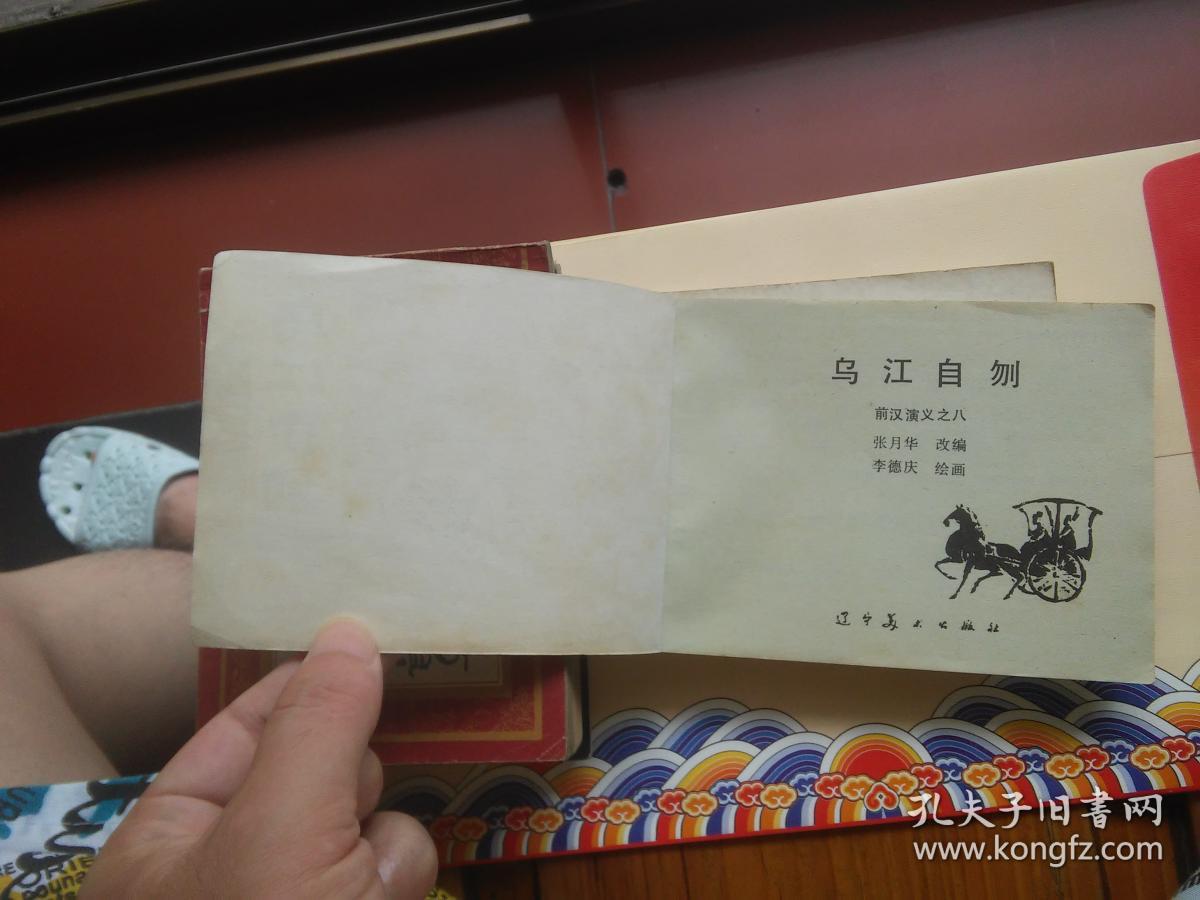 乌江自刎
前汉演义之八
张月华 改编
李德庆 绘画
辽宁美术出版社
孔夫子旧書网
www.kongfz.com